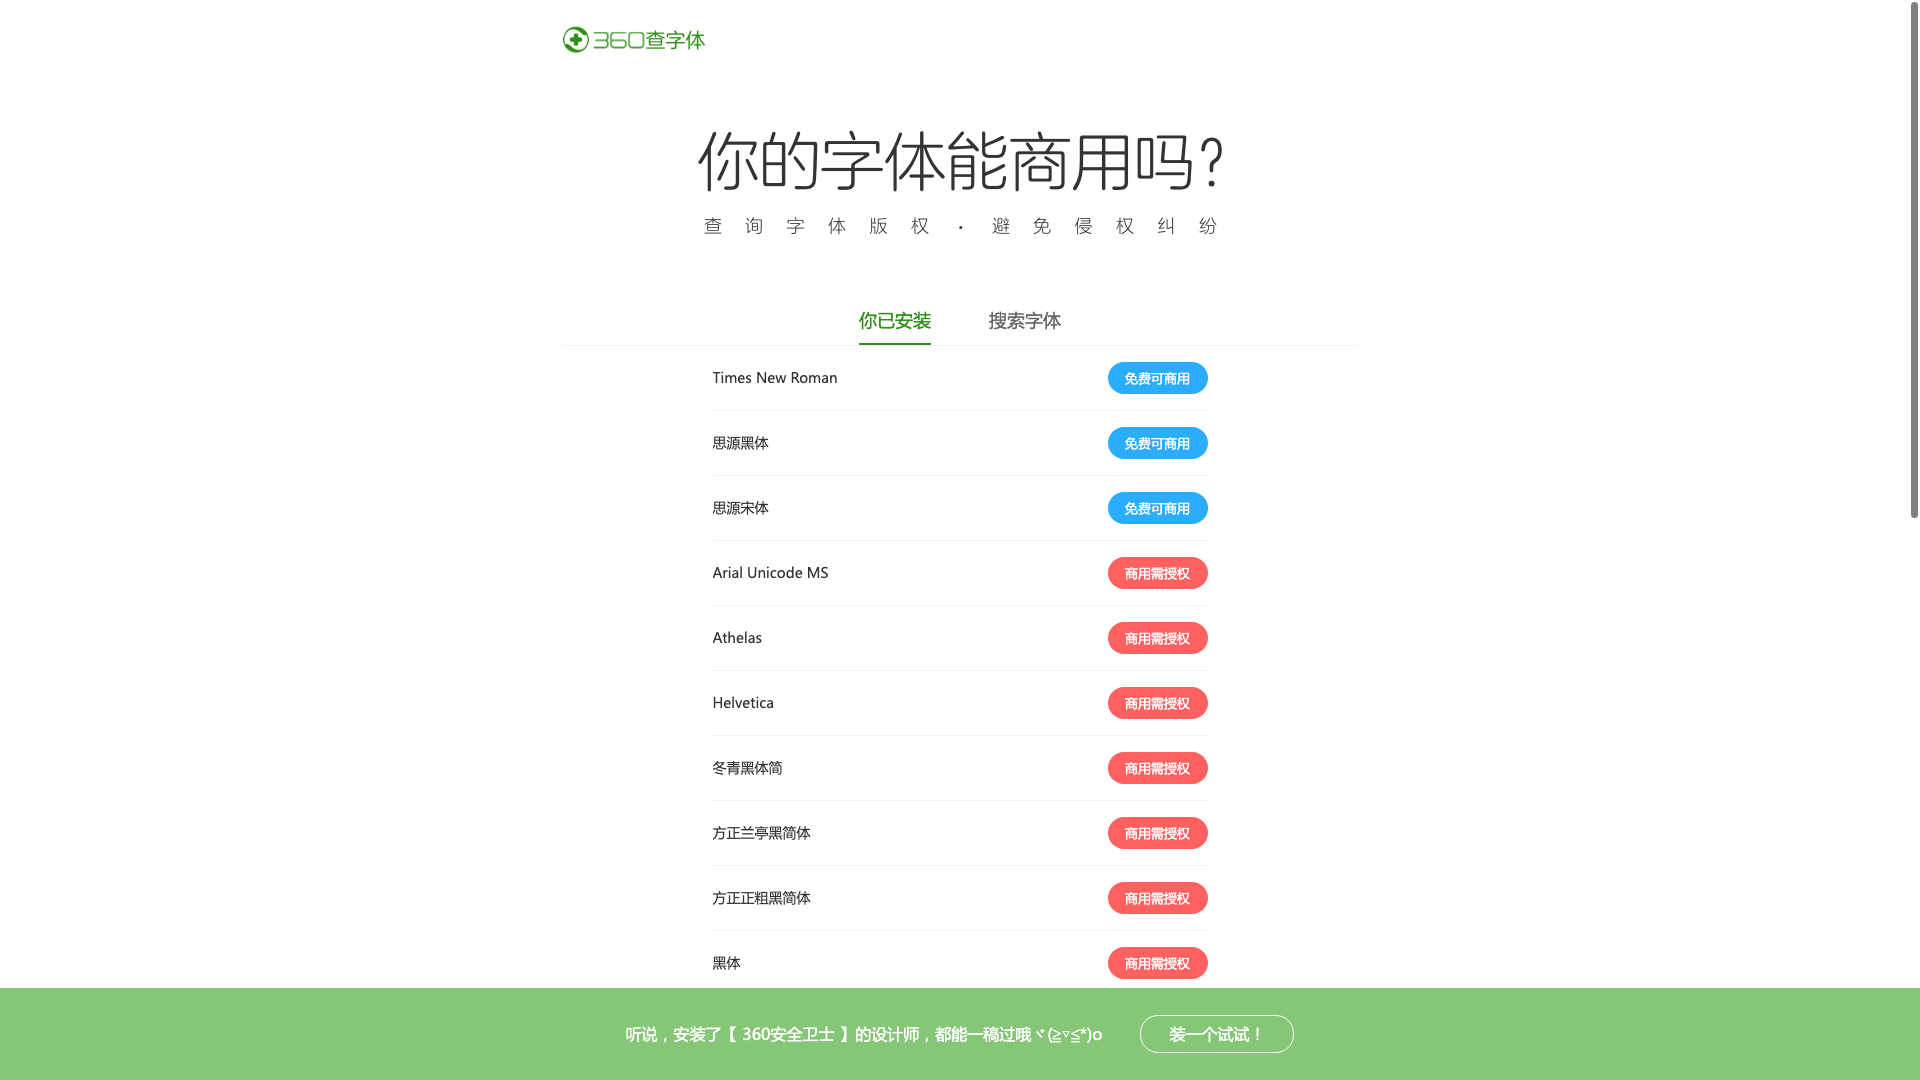 360查字体
你的字体能商用吗?
查询字体版权·避免侵权纠纷
你已安装 搜索字体
Times New Roman 免费可商用
思源黑体 免费可商用
思源宋体 免费可商用
Arial Unicode MS 商用需授权
Athelas 商用需授权
Helvetica 商用需授权
冬青黑体简 商用需授权
方正兰亭黑简体 商用需授权
方正正粗黑简体 商用需授权
黑体 商用需授权
听说，安装了【 360安全卫士 】的设计师，都能一稿过哦ヾ(≧▽≦*)o 装一个试试！